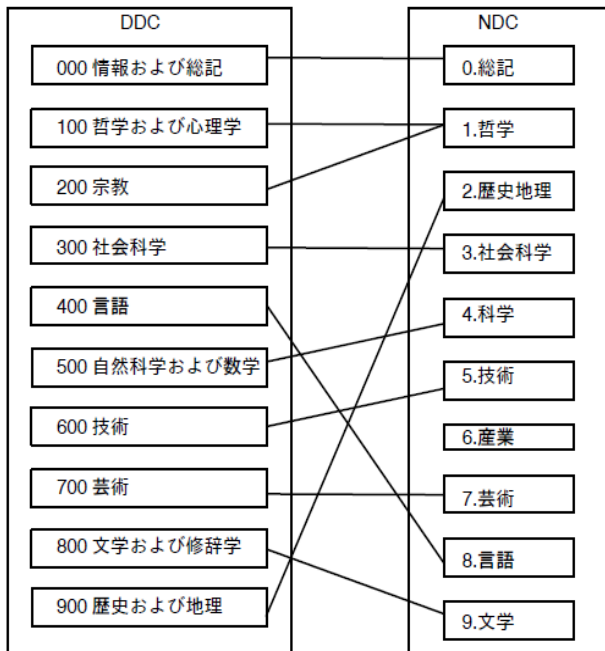 DDC
000 情報および総記
100 哲学および心理学
200 宗教
300 社会科学
400 言語
500 自然科学および数学
600 技術
700 芸術
800 文学および修辞学
900 歴史および地理
NDC
0.総記
1.哲学
2.歴史地理
3.社会科学
4.科学
5.技術
6.産業
7.芸術
8.言語
9.文学